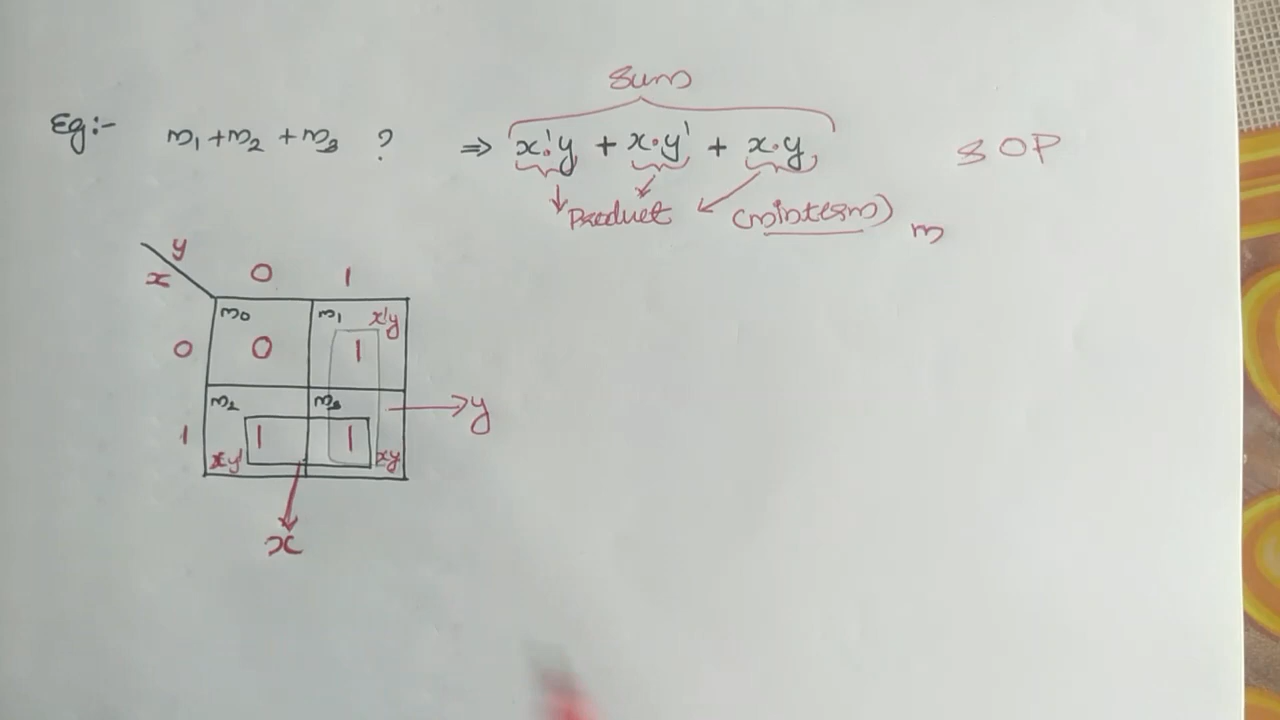 Sum
Eg:- m1 + m2 + m3 ? ⇒ x'.y + x.y' + x.y SOP
Product (minterm) m
y
x 0 1
m0 m1 x'y
0 0 1
m2 m3 → y
1 1 1
xy' xy
x